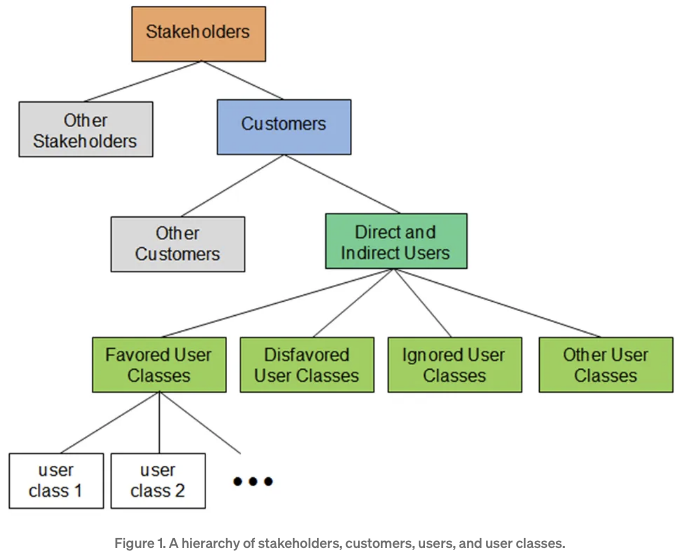 Stakeholders
Other
Stakeholders
Customers
Other
Customers
Direct and
Indirect Users
Favored User
Classes
Disfavored
User Classes
Ignored User
Classes
Other User
Classes
user
class 1
user
class 2
•••
Figure 1. A hierarchy of stakeholders, customers, users, and user classes.